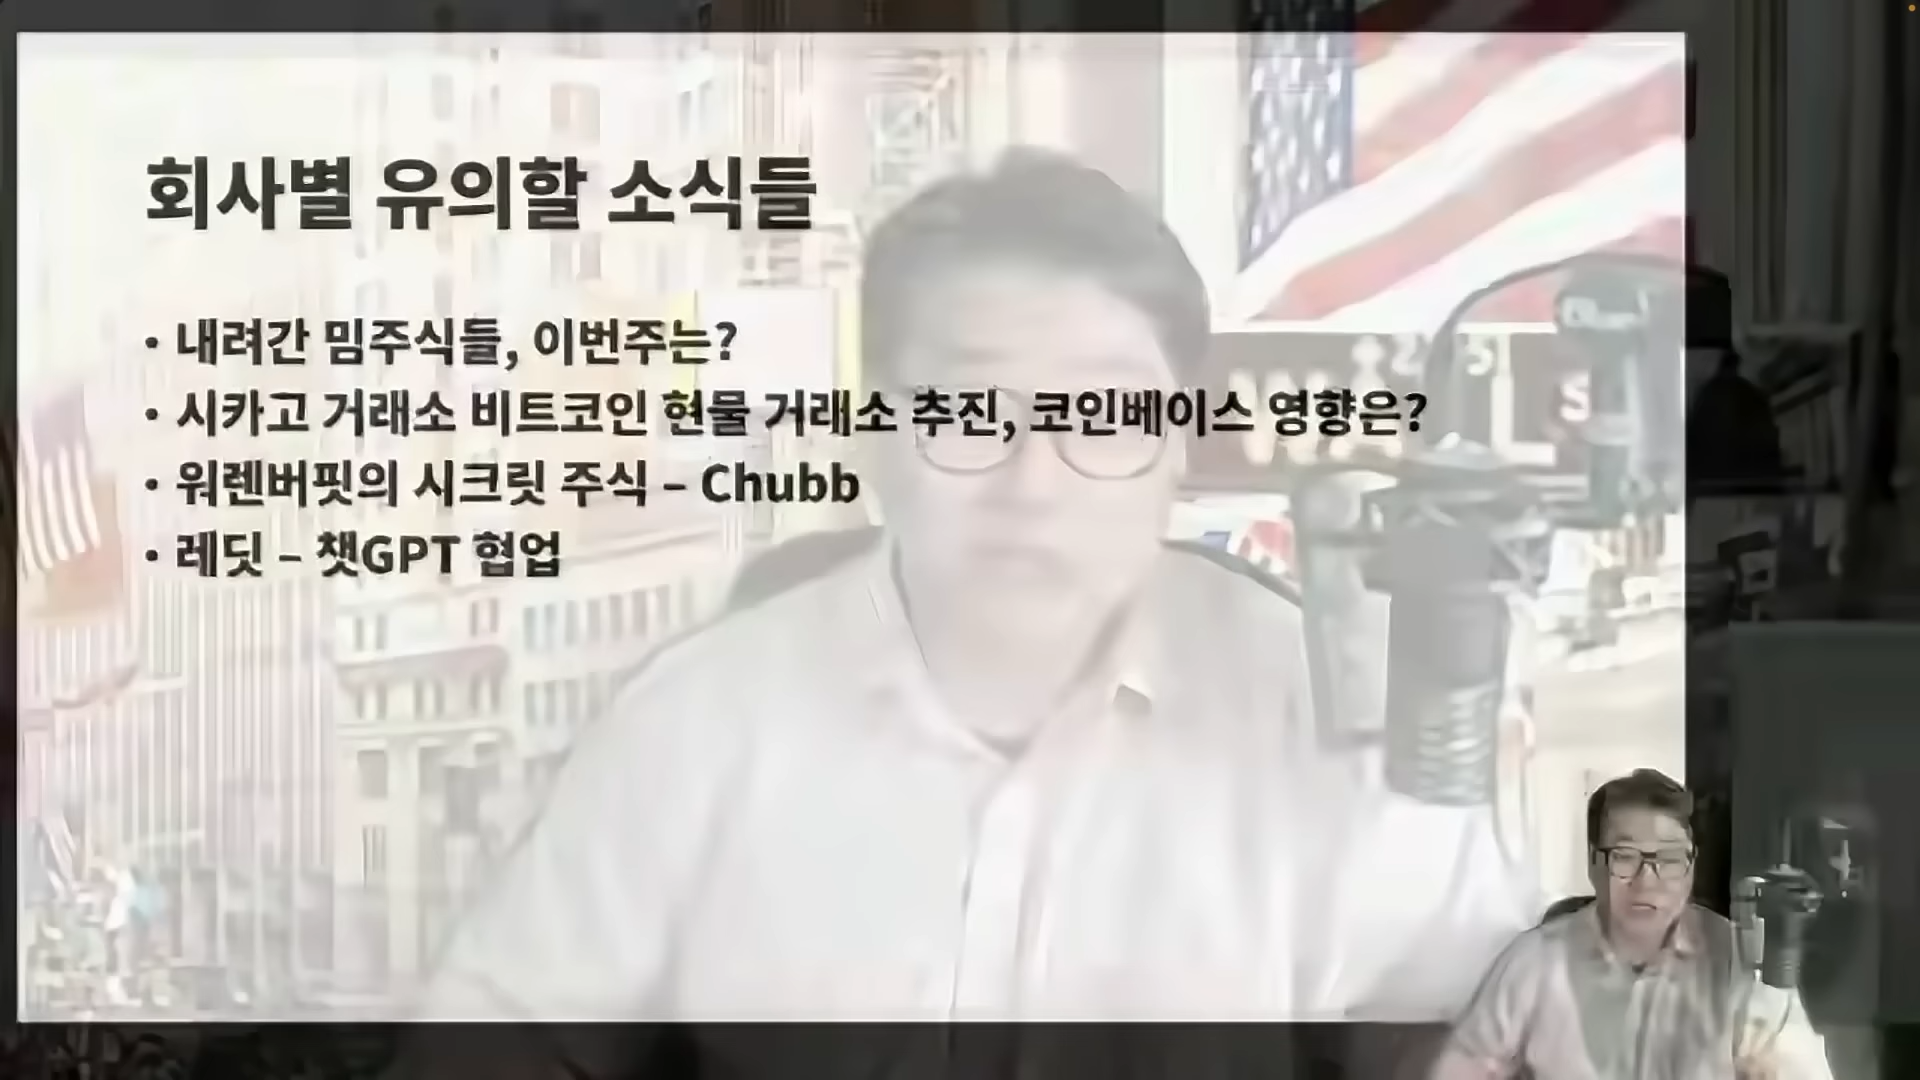 회사별 유의할 소식들
• 내려간 밈주식들, 이번주는?
• 시카고 거래소 비트코인 현물 거래소 추진, 코인베이스 영향은?
• 워렌버핏의 시크릿 주식 – Chubb
• 레딧 – 챗GPT 협업